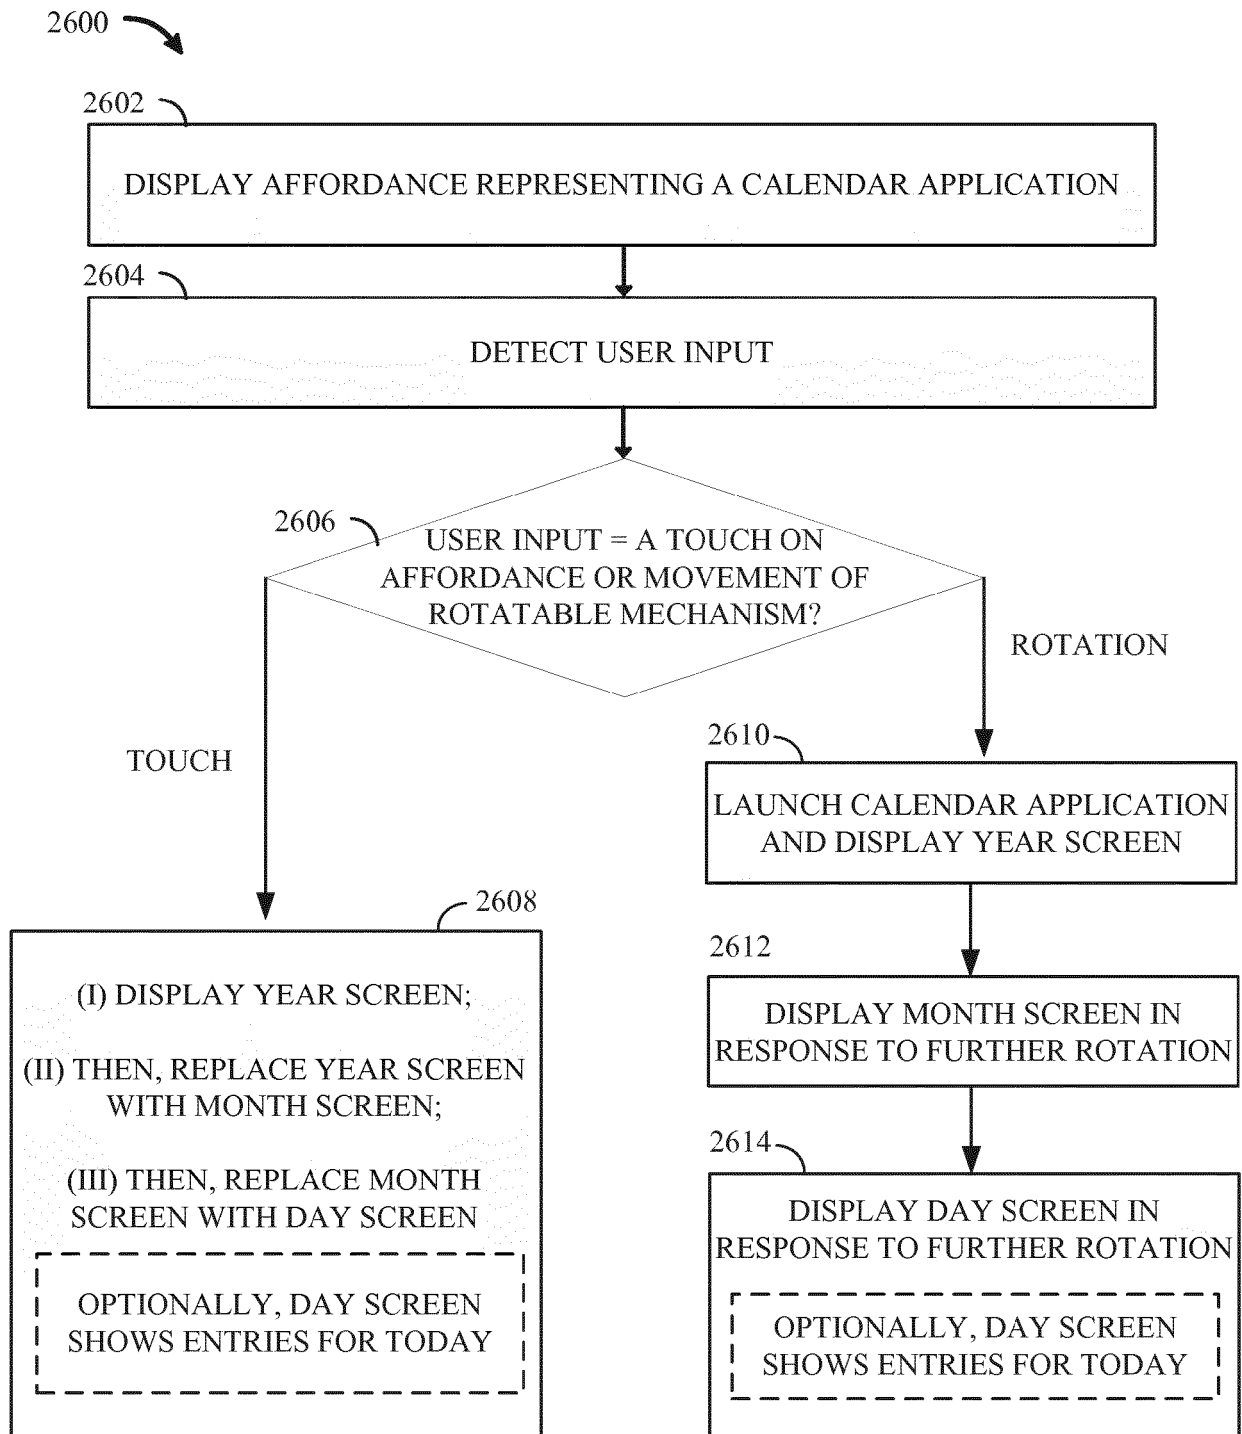 2600
2602
DISPLAY AFFORDANCE REPRESENTING A CALENDAR APPLICATION
2604
DETECT USER INPUT
2606
USER INPUT = A TOUCH ON
AFFORDANCE OR MOVEMENT OF
ROTATABLE MECHANISM?
ROTATION
TOUCH
2610
LAUNCH CALENDAR APPLICATION
AND DISPLAY YEAR SCREEN
2608
(I) DISPLAY YEAR SCREEN;
(II) THEN, REPLACE YEAR SCREEN
WITH MONTH SCREEN;
(III) THEN, REPLACE MONTH
SCREEN WITH DAY SCREEN
OPTIONALLY, DAY SCREEN
SHOWS ENTRIES FOR TODAY
2612
DISPLAY MONTH SCREEN IN
RESPONSE TO FURTHER ROTATION
2614
DISPLAY DAY SCREEN IN
RESPONSE TO FURTHER ROTATION
OPTIONALLY, DAY SCREEN
SHOWS ENTRIES FOR TODAY